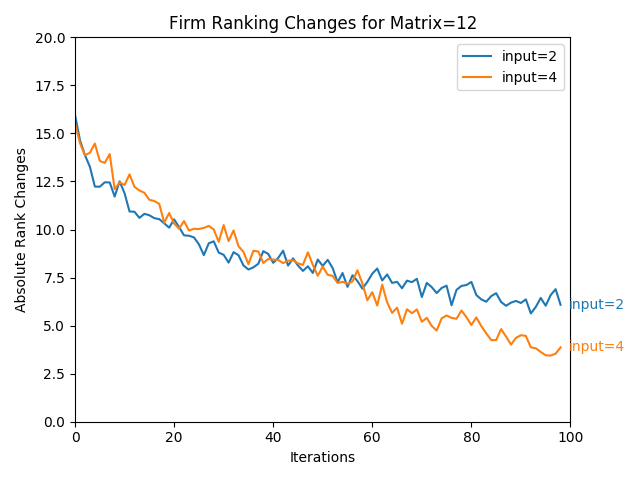 Firm Ranking Changes for Matrix=12
20.0
17.5
15.0
12.5
10.0
7.5
5.0
2.5
0.0
Absolute Rank Changes
input=2
input=4
input=2
input=4
0 20 40 60 80 100
Iterations